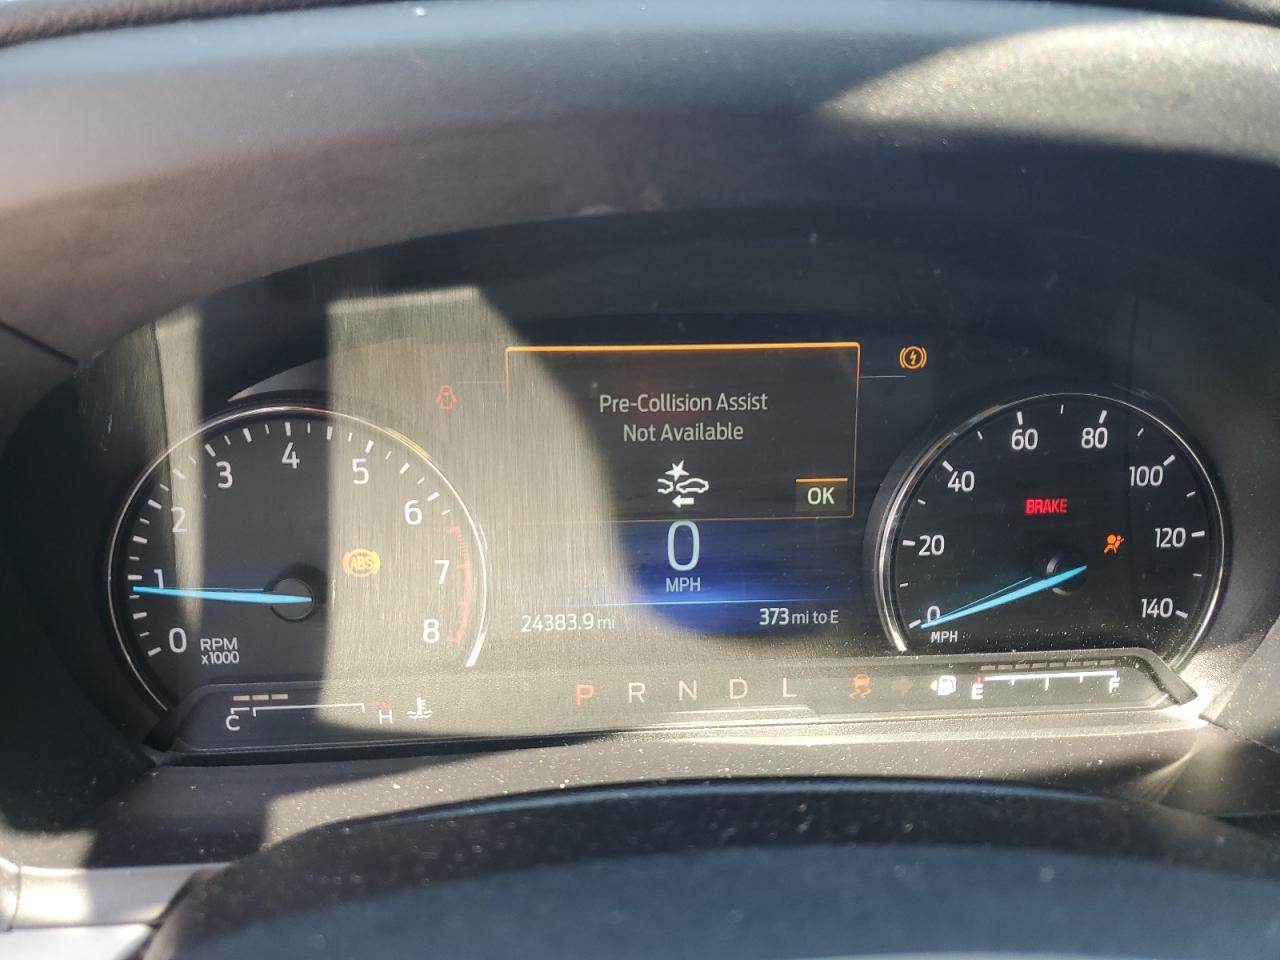 Pre-Collision Assist
Not Available
OK
0
MPH
24383.9 mi
373 mi to E
0
1
2
3
4
5
6
7
8
RPM
x1000
ABS
0
20
40
60
80
100
120
140
MPH
BRAKE
C
H
P R N D L
E
F